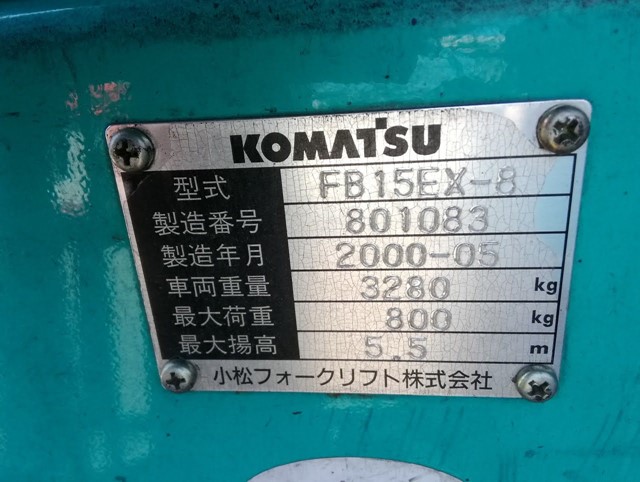 KOMATSU
型式 FB15EX-8
製造番号 801083
製造年月 2000-05
車両重量 3280 kg
最大荷重 800 kg
最大揚高 5.5 m
小松フォークリフト株式会社